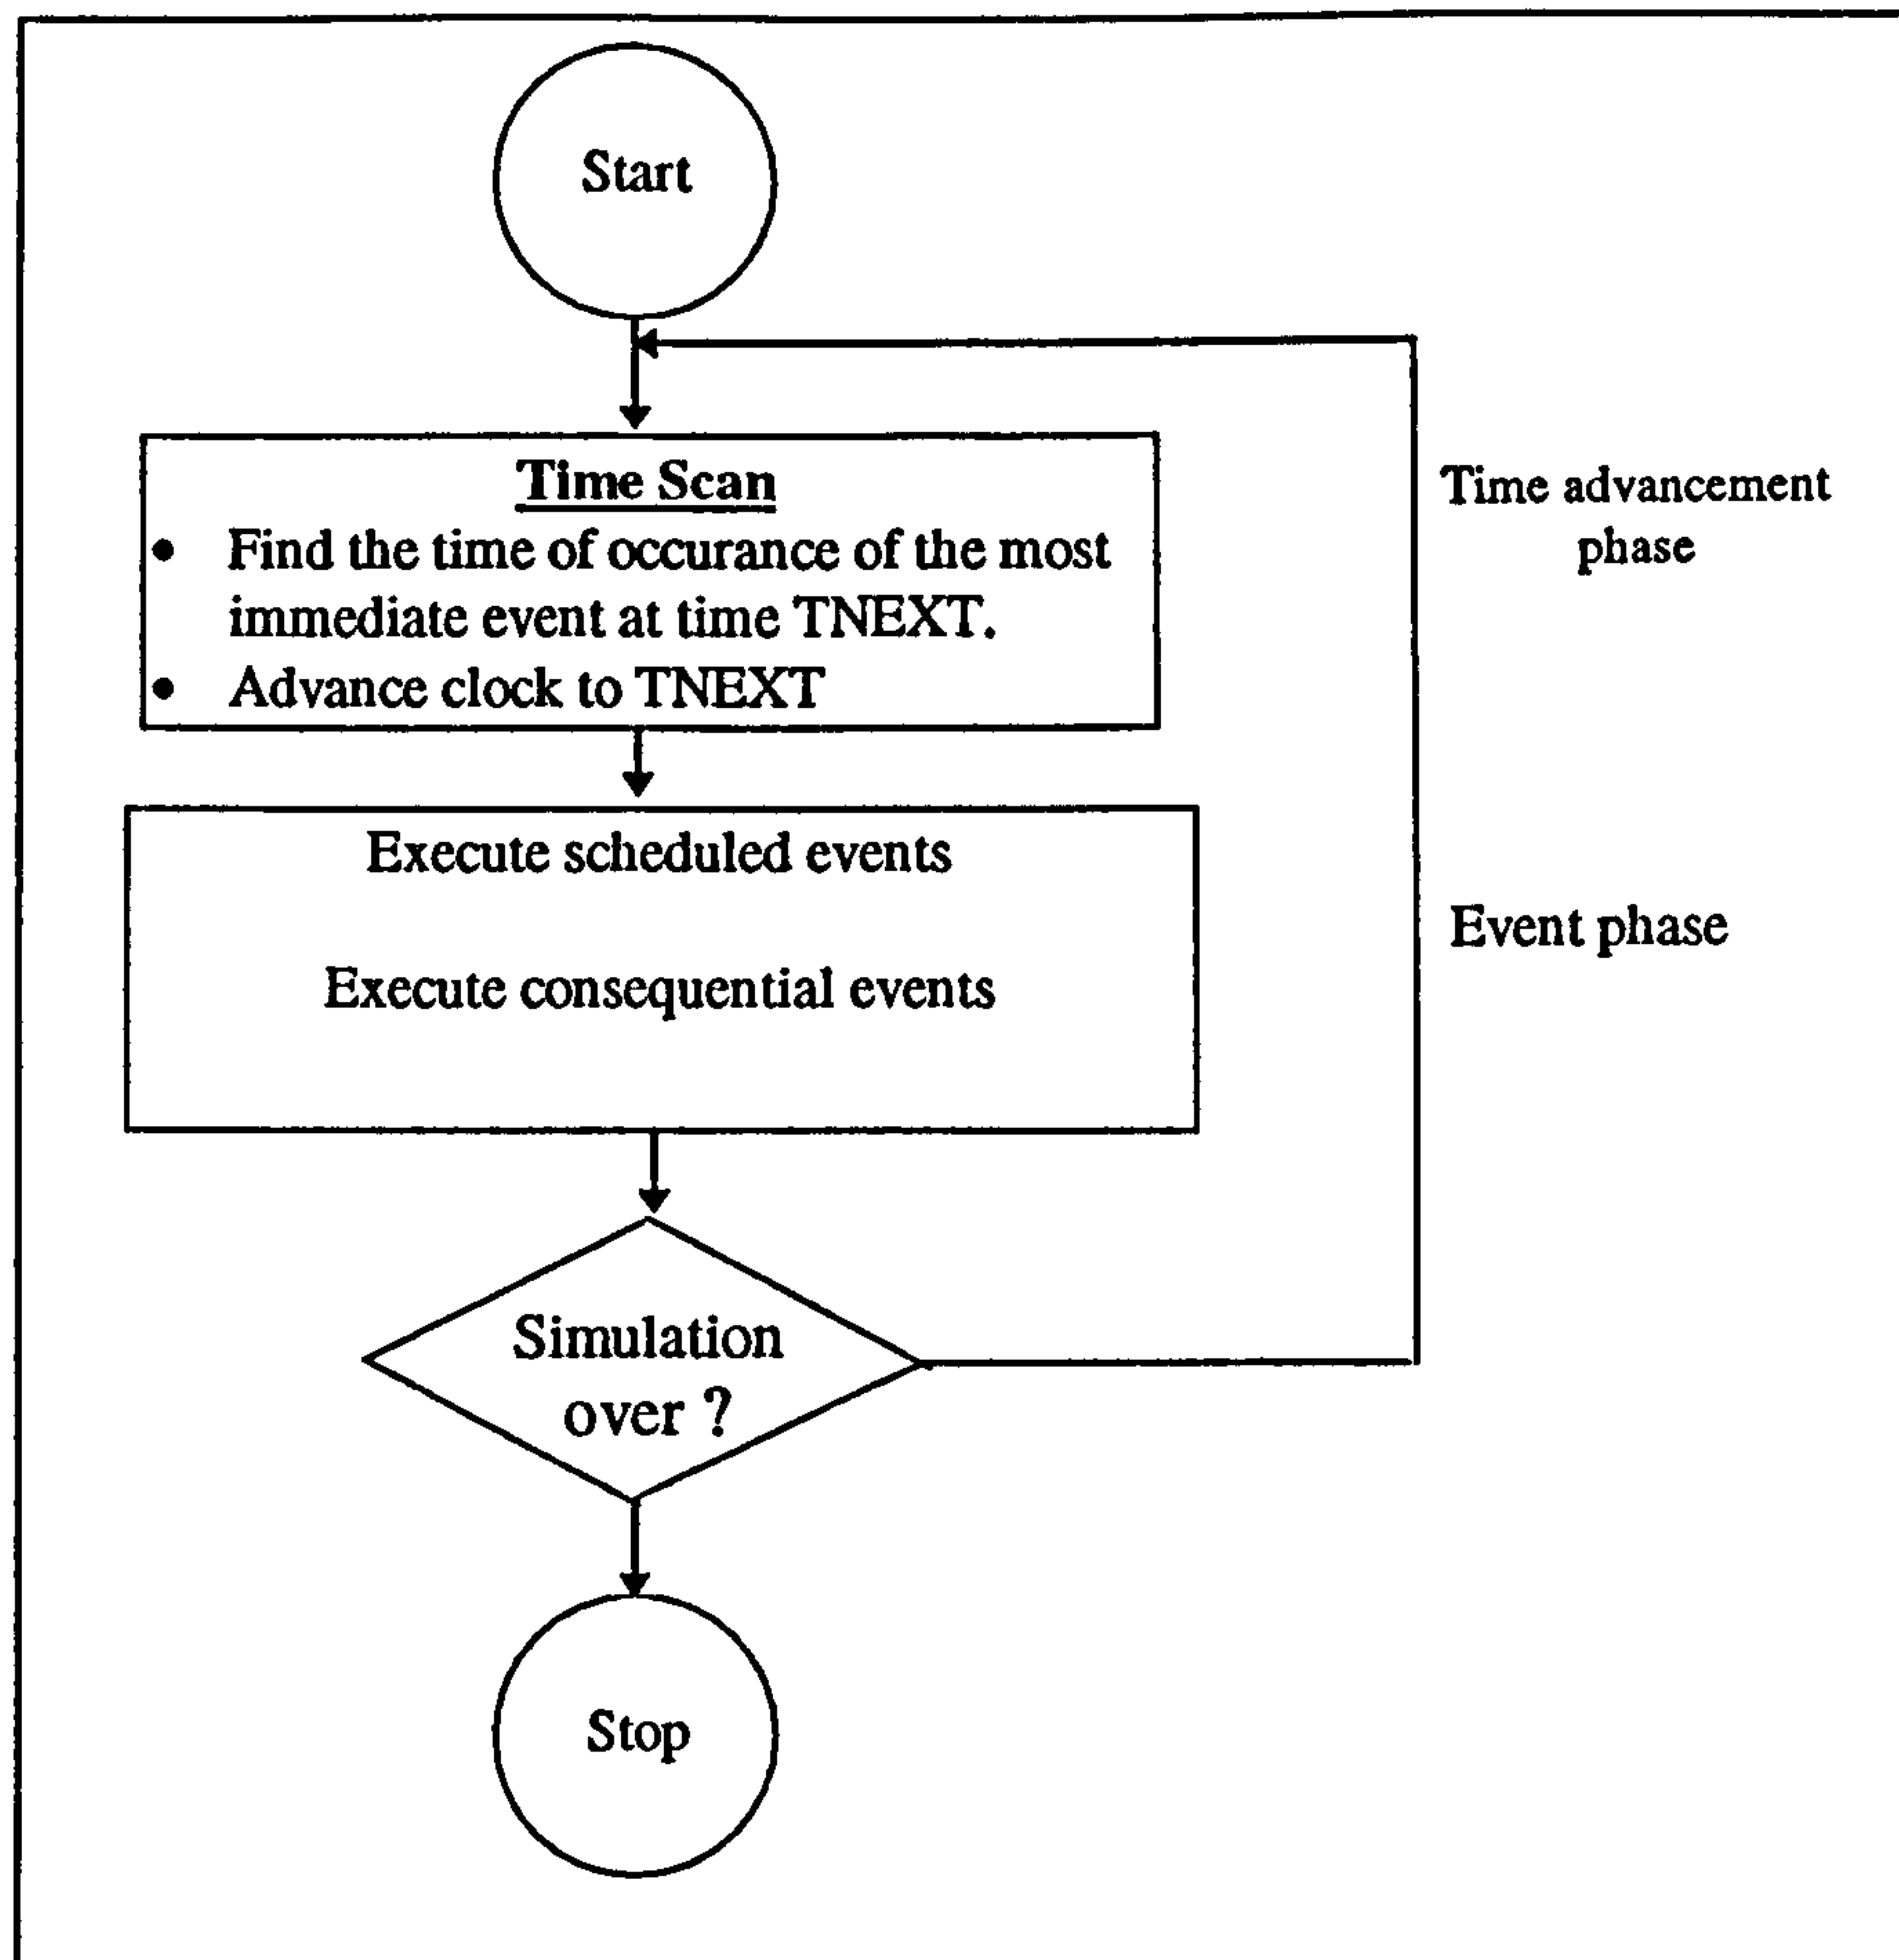 Start
Time Scan
• Find the time of occurance of the most
immediate event at time TNEXT.
• Advance clock to TNEXT
Time advancement
phase
Execute scheduled events
Execute consequential events
Event phase
Simulation
over ?
Stop